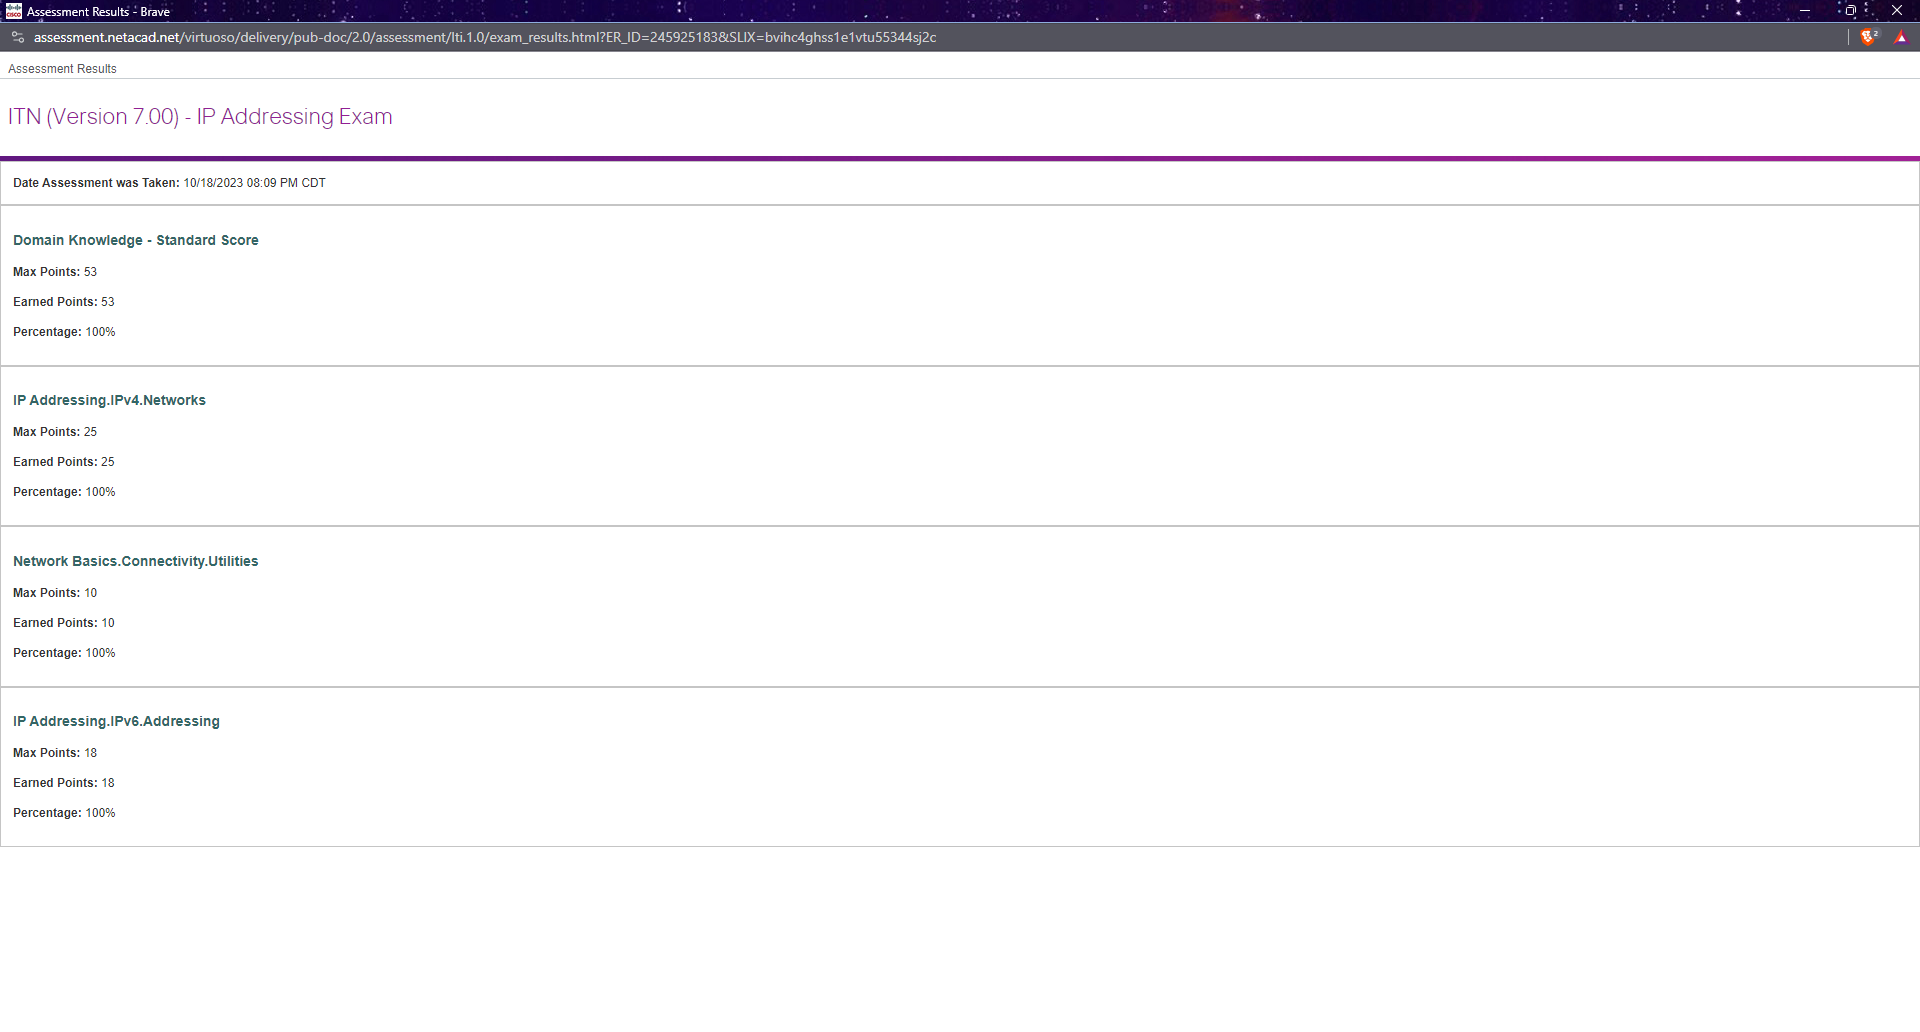 Assessment Results - Brave
assessment.netacad.net/virtuoso/delivery/pub-doc/2.0/assessment/lti.1.0/exam_results.html?ER_ID=245925183&SLIX=bvihc4ghss1e1vtu55344sj2c
2
Assessment Results
ITN (Version 7.00) - IP Addressing Exam
Date Assessment was Taken: 10/18/2023 08:09 PM CDT
Domain Knowledge - Standard Score
Max Points: 53
Earned Points: 53
Percentage: 100%
IP Addressing.IPv4.Networks
Max Points: 25
Earned Points: 25
Percentage: 100%
Network Basics.Connectivity.Utilities
Max Points: 10
Earned Points: 10
Percentage: 100%
IP Addressing.IPv6.Addressing
Max Points: 18
Earned Points: 18
Percentage: 100%